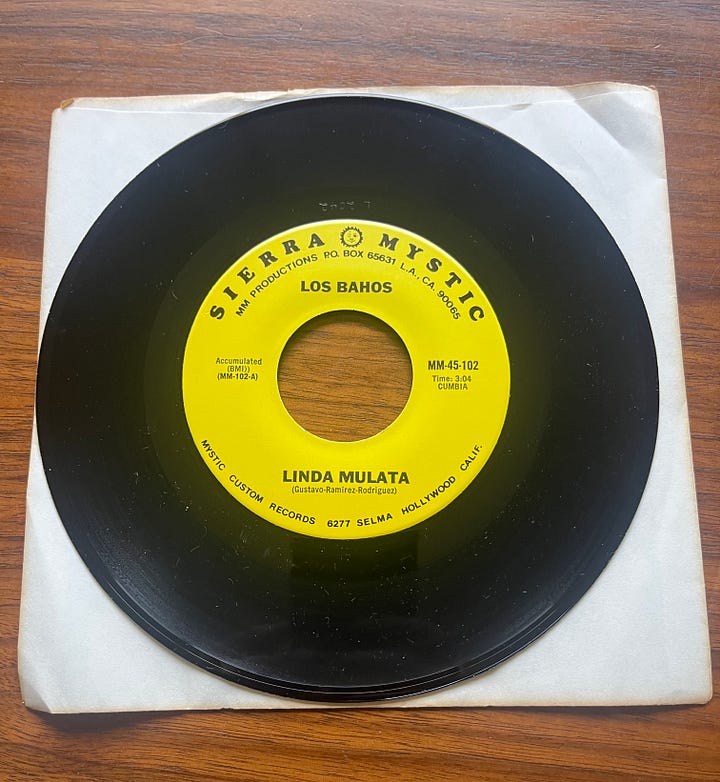 SIERRA MYSTIC
MM PRODUCTIONS P.O. BOX 65631 L.A., CA. 90065
LOS BAHOS
Accumulated
(BMI))
(MM-102-A)
MM-45-102
Time: 3:04
CUMBIA
LINDA MULATA
(Gustavo-Ramirez-Rodriguez)
MYSTIC CUSTOM RECORDS 6277 SELMA HOLLYWOOD CALIF.